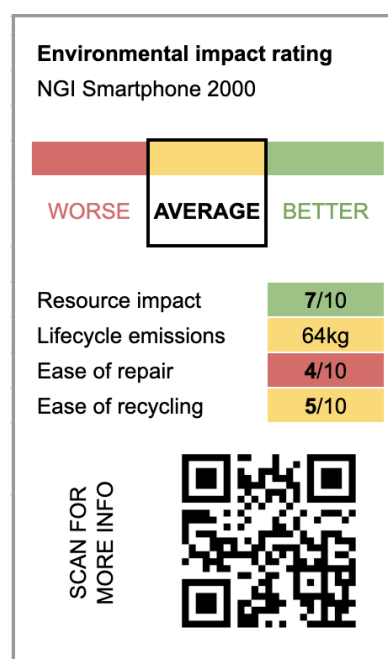 Environmental impact rating
NGI Smartphone 2000
WORSE AVERAGE BETTER
Resource impact 7/10
Lifecycle emissions 64kg
Ease of repair 4/10
Ease of recycling 5/10
SCAN FOR
MORE INFO